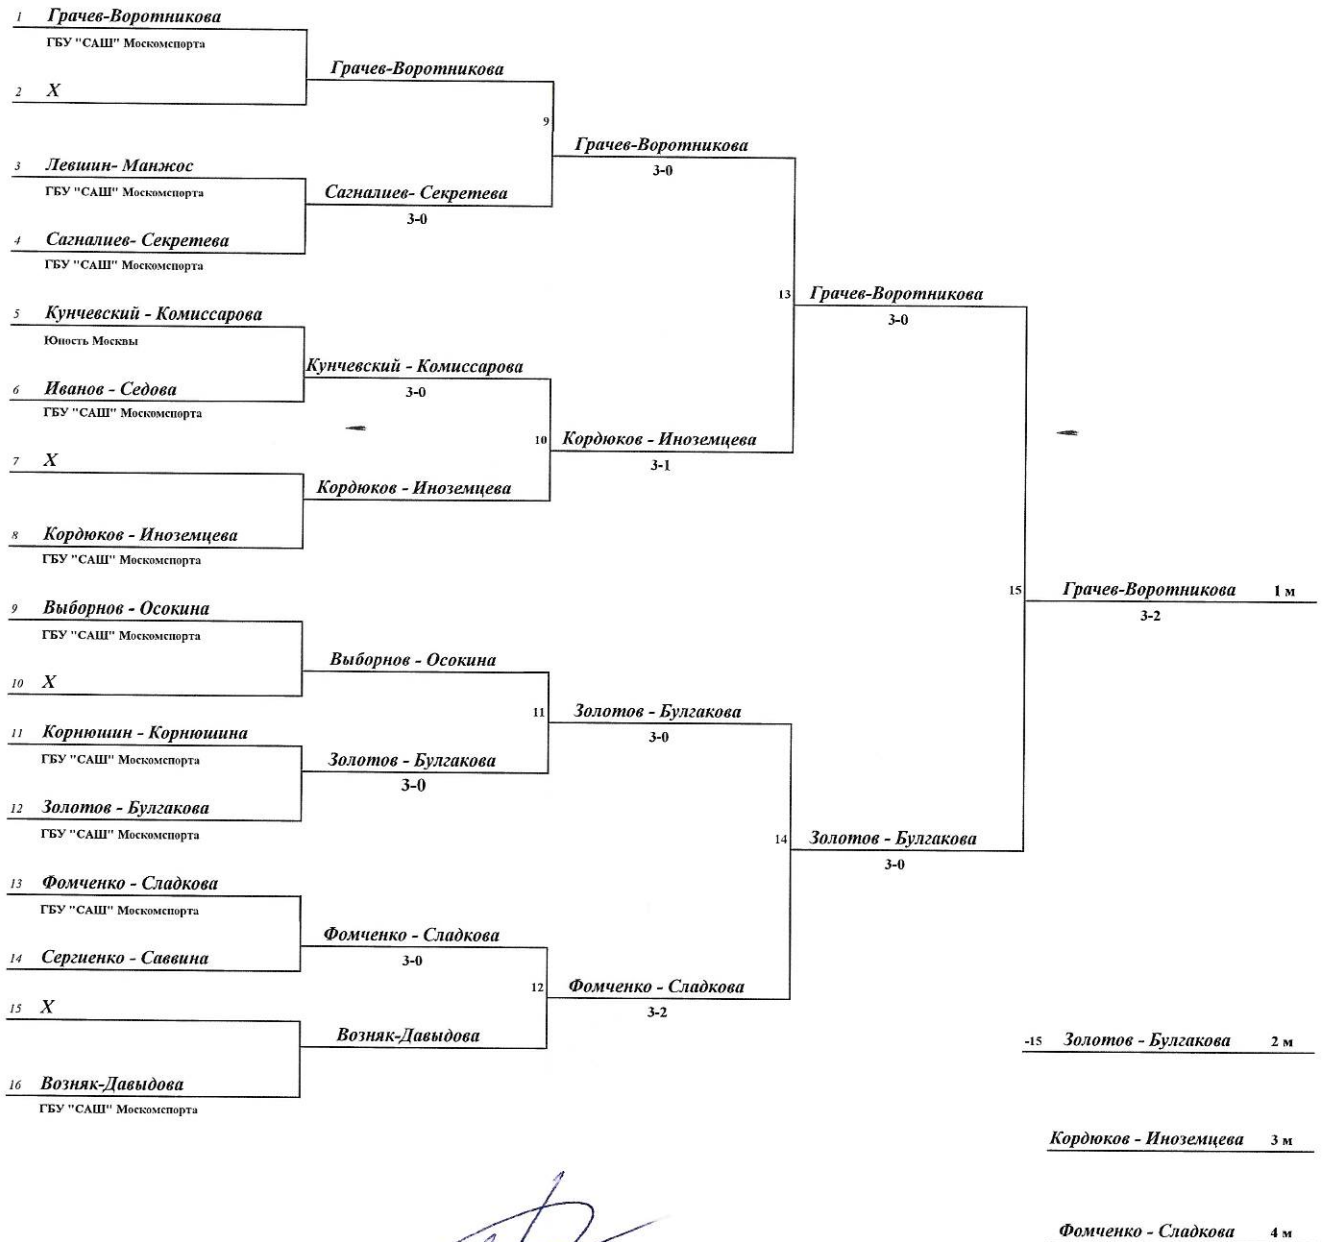 1 Грачев-Воротникова
ГБУ "САШ" Москомспорта
Грачев-Воротникова
2 X
9
Грачев-Воротникова
3-0
3 Левшин- Манжос
ГБУ "САШ" Москомспорта
Сагналиев- Секретева
3-0
4 Сагналиев- Секретева
ГБУ "САШ" Москомспорта
13 Грачев-Воротникова
3-0
5 Кунчевский - Комиссарова
Юность Москвы
Кунчевский - Комиссарова
3-0
6 Иванов - Седова
ГБУ "САШ" Москомспорта
10 Кордюков - Иноземцева
3-1
7 X
Кордюков - Иноземцева
8 Кордюков - Иноземцева
ГБУ "САШ" Москомспорта
15 Грачев-Воротникова 1 м
3-2
9 Выборнов - Осокина
ГБУ "САШ" Москомспорта
Выборнов - Осокина
10 X
11 Золотов - Булгакова
3-0
11 Корнюшин - Корнюшина
ГБУ "САШ" Москомспорта
Золотов - Булгакова
3-0
12 Золотов - Булгакова
ГБУ "САШ" Москомспорта
14 Золотов - Булгакова
3-0
13 Фомченко - Сладкова
ГБУ "САШ" Москомспорта
Фомченко - Сладкова
3-0
14 Сергиенко - Саввина
12 Фомченко - Сладкова
3-2
15 X
Возняк-Давыдова
16 Возняк-Давыдова
ГБУ "САШ" Москомспорта
-15 Золотов - Булгакова 2 м
Кордюков - Иноземцева 3 м
Фомченко - Сладкова 4 м